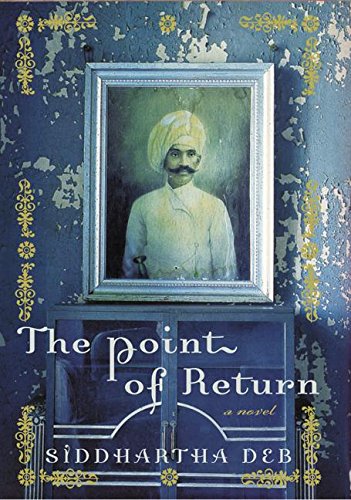 The Point
of Return
a novel
SIDDHARTHA DEB